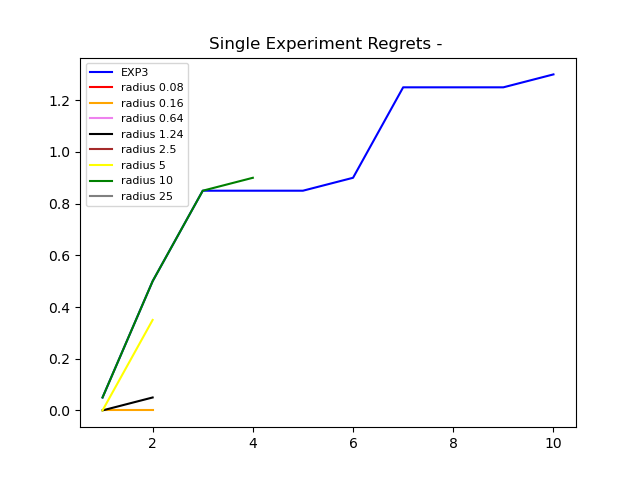 Single Experiment Regrets -
EXP3
radius 0.08
radius 0.16
radius 0.64
radius 1.24
radius 2.5
radius 5
radius 10
radius 25
1.2
1.0
0.8
0.6
0.4
0.2
0.0
2 4 6 8 10